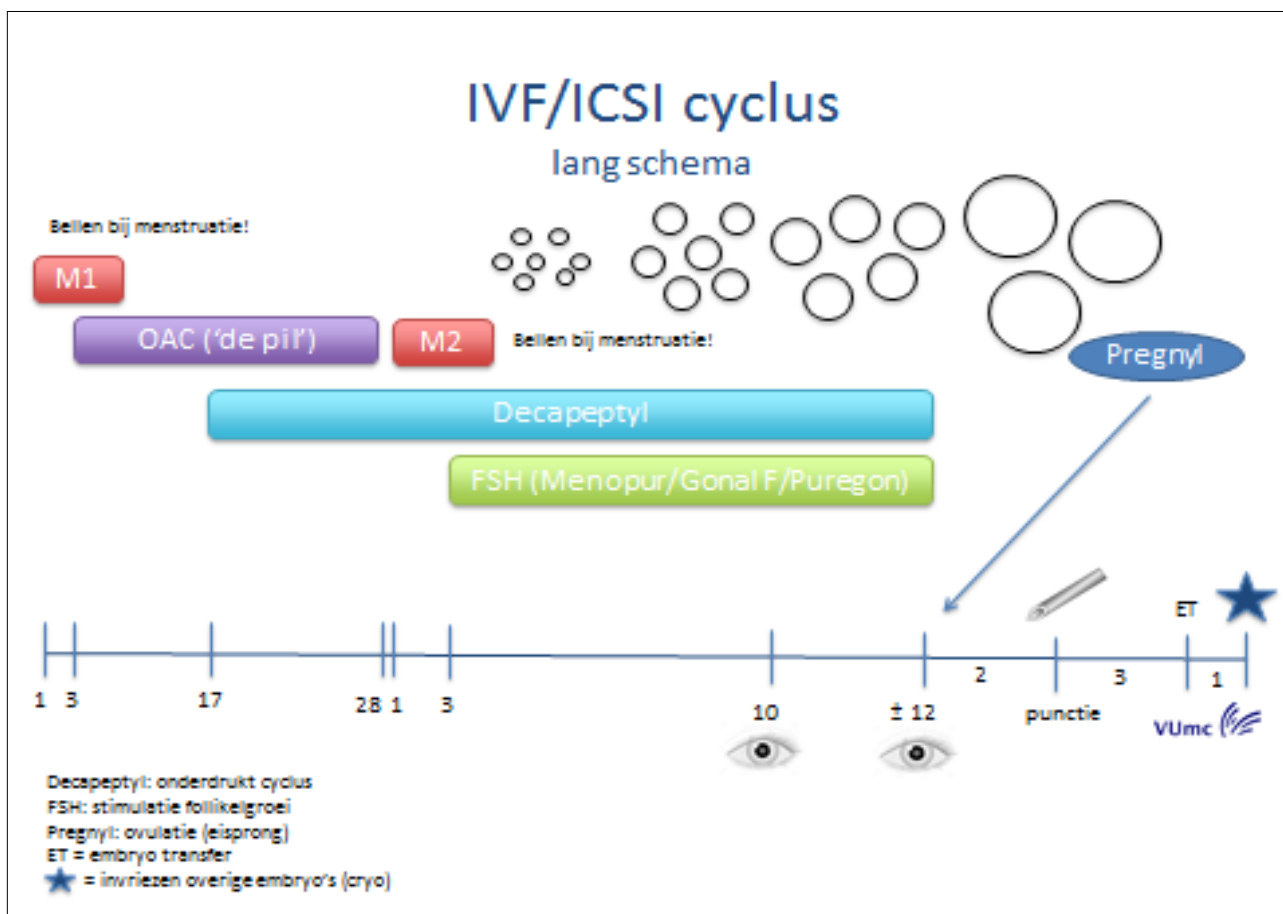 IVF/ICSI cyclus
lang schema
Bellen bij menstruatie!
M1
OAC ('de pil')
M2
Bellen bij menstruatie!
Pregnyl
Decapeptyl
FSH (Menopur/Gonal F/Puregon)
ET
1 3 17 28 1 3 10 ± 12 2 punctie 3 1
VUmc
Decapeptyl: onderdrukt cyclus
FSH: stimulatie follikelgroei
Pregnyl: ovulatie (eisprong)
ET = embryo transfer
= invriezen overige embryo's (cryo)